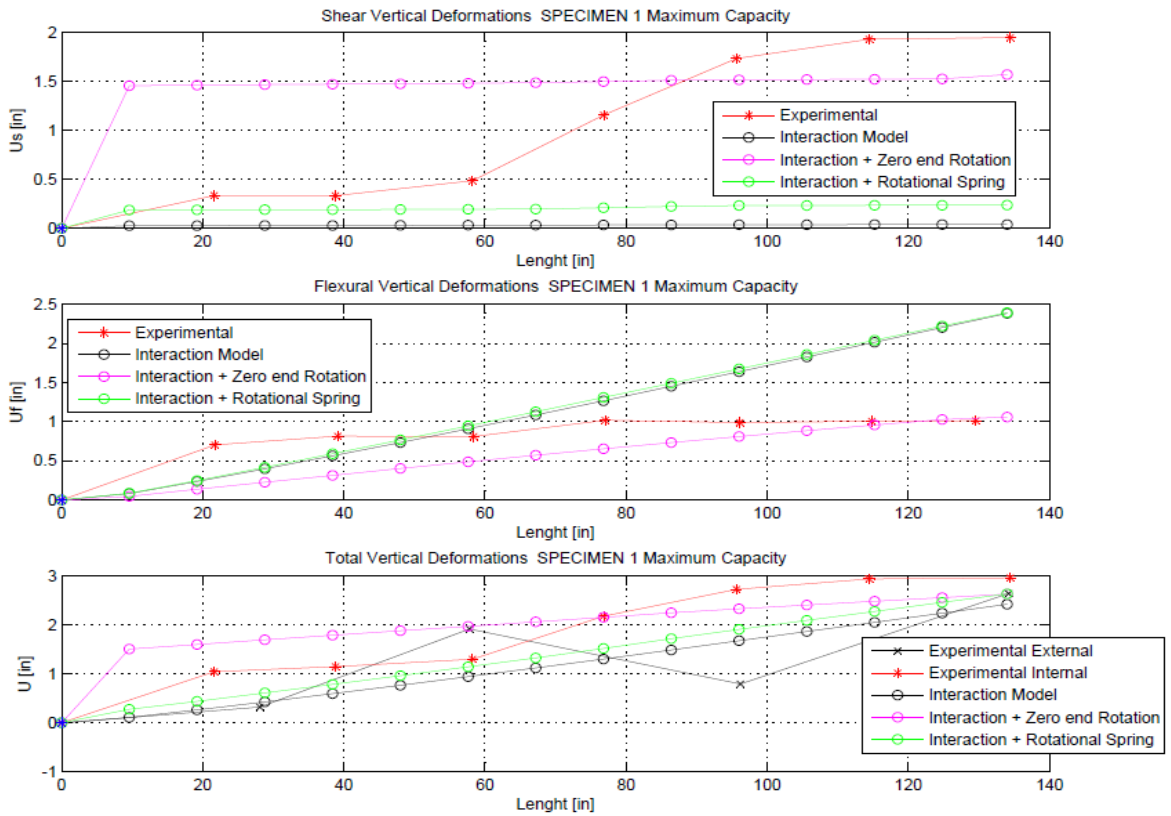 Shear Vertical Deformations SPECIMEN 1 Maximum Capacity
2
1.5
1
0.5
0
Us [in]
Experimental
Interaction Model
Interaction + Zero end Rotation
Interaction + Rotational Spring
0 20 40 60 80 100 120 140
Lenght [in]
Flexural Vertical Deformations SPECIMEN 1 Maximum Capacity
2.5
2
1.5
1
0.5
0
Uf [in]
Experimental
Interaction Model
Interaction + Zero end Rotation
Interaction + Rotational Spring
0 20 40 60 80 100 120 140
Lenght [in]
Total Vertical Deformations SPECIMEN 1 Maximum Capacity
3
2
1
0
-1
U [in]
Experimental External
Experimental Internal
Interaction Model
Interaction + Zero end Rotation
Interaction + Rotational Spring
0 20 40 60 80 100 120 140
Lenght [in]